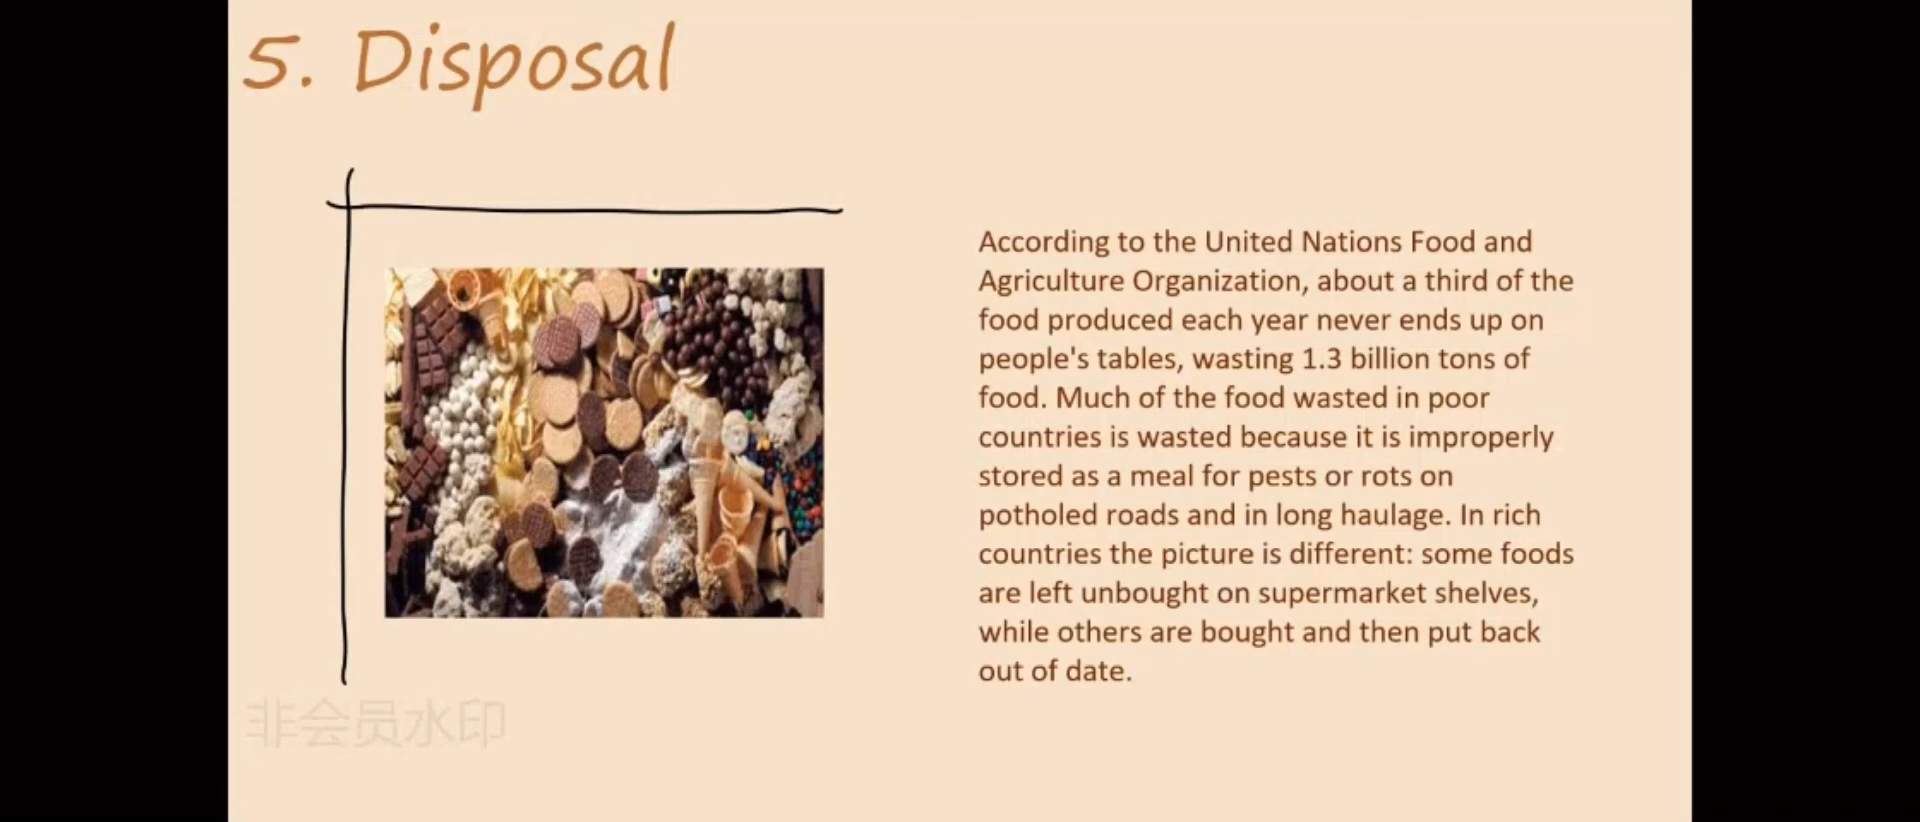 5. Disposal
According to the United Nations Food and
Agriculture Organization, about a third of the
food produced each year never ends up on
people's tables, wasting 1.3 billion tons of
food. Much of the food wasted in poor
countries is wasted because it is improperly
stored as a meal for pests or rots on
potholed roads and in long haulage. In rich
countries the picture is different: some foods
are left unbought on supermarket shelves,
while others are bought and then put back
out of date.
非会员水印